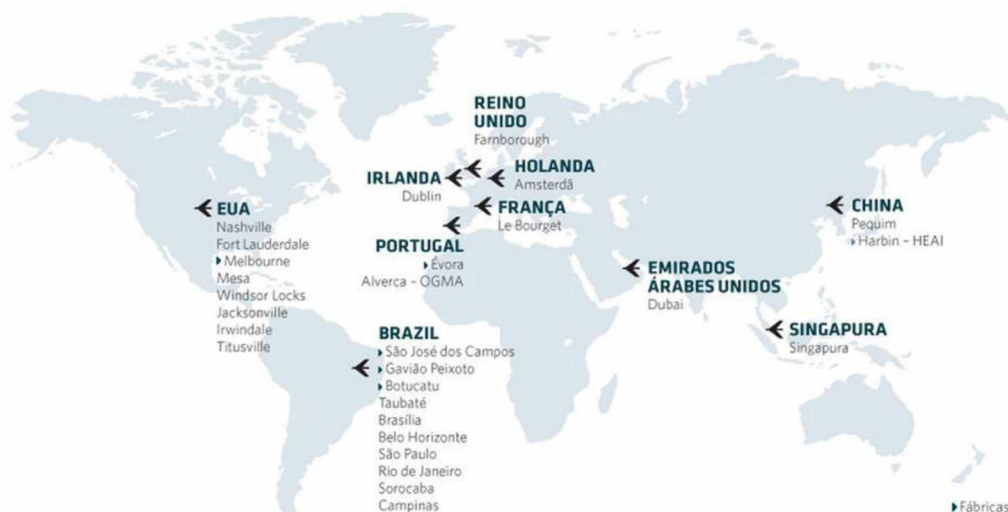 REINO
UNIDO
Farnborough
IRLANDA
Dublin
HOLANDA
Amsterdã
FRANÇA
Le Bourget
PORTUGAL
Évora
Alverca – OGMA
EUA
Nashville
Fort Lauderdale
Melbourne
Mesa
Windsor Locks
Jacksonville
Irwindale
Titusville
BRAZIL
São José dos Campos
Gavião Peixoto
Botucatu
Taubaté
Brasília
Belo Horizonte
São Paulo
Rio de Janeiro
Sorocaba
Campinas
EMIRADOS
ÁRABES UNIDOS
Dubai
CHINA
Pequim
Harbin – HEAI
SINGAPURA
Singapura
Fábricas